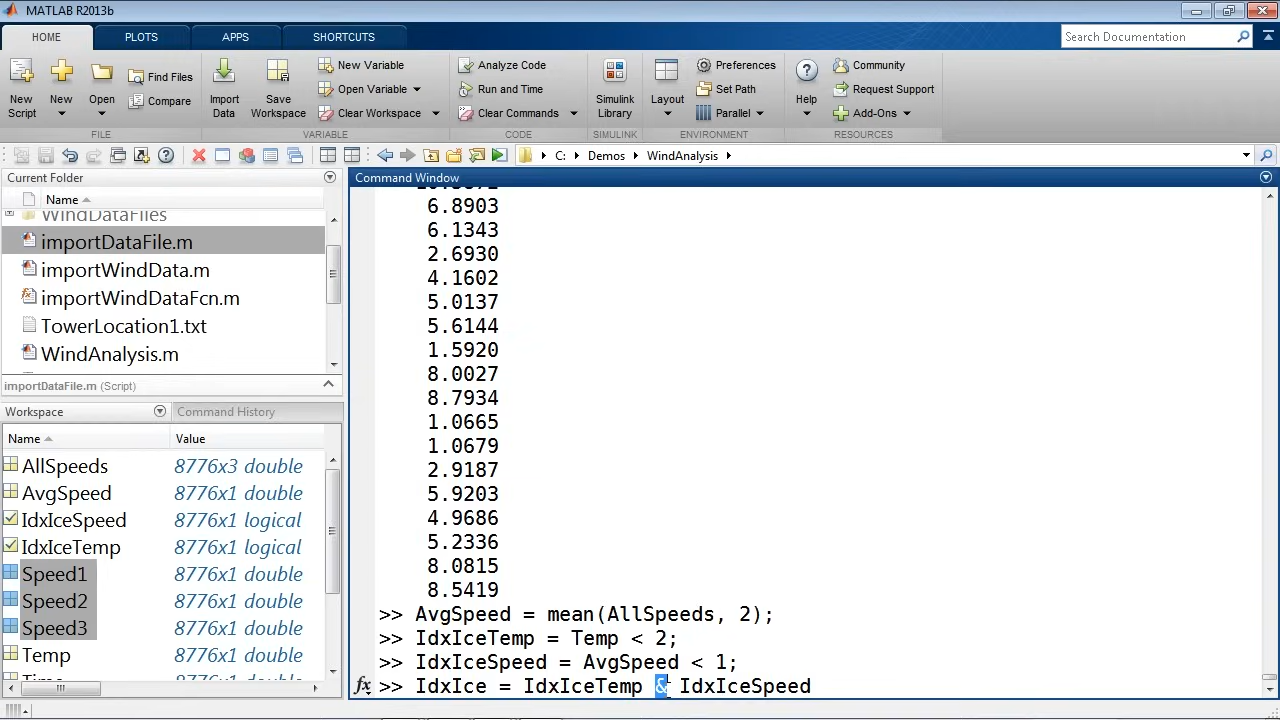 MATLAB R2013b
HOME PLOTS APPS SHORTCUTS
Search Documentation
New Script
New
Open
Find Files
Compare
FILE
Import Data
Save Workspace
New Variable
Open Variable
Clear Workspace
VARIABLE
Analyze Code
Run and Time
Clear Commands
CODE
Simulink Library
SIMULINK
Layout
Preferences
Set Path
Parallel
ENVIRONMENT
Help
Community
Request Support
Add-Ons
RESOURCES
C: Demos WindAnalysis
Current Folder
Name
WindDataFiles
importDataFile.m
importWindData.m
importWindDataFcn.m
TowerLocation1.txt
WindAnalysis.m
importDataFile.m (Script)
Workspace Command History
Name Value
AllSpeeds 8776x3 double
AvgSpeed 8776x1 double
IdxIceSpeed 8776x1 logical
IdxIceTemp 8776x1 logical
Speed1 8776x1 double
Speed2 8776x1 double
Speed3 8776x1 double
Temp 8776x1 double
Command Window
6.8903
6.1343
2.6930
4.1602
5.0137
5.6144
1.5920
8.0027
8.7934
1.0665
1.0679
2.9187
5.9203
4.9686
5.2336
8.0815
8.5419
>> AvgSpeed = mean(AllSpeeds, 2);
>> IdxIceTemp = Temp < 2;
>> IdxIceSpeed = AvgSpeed < 1;
fx >> IdxIce = IdxIceTemp & IdxIceSpeed